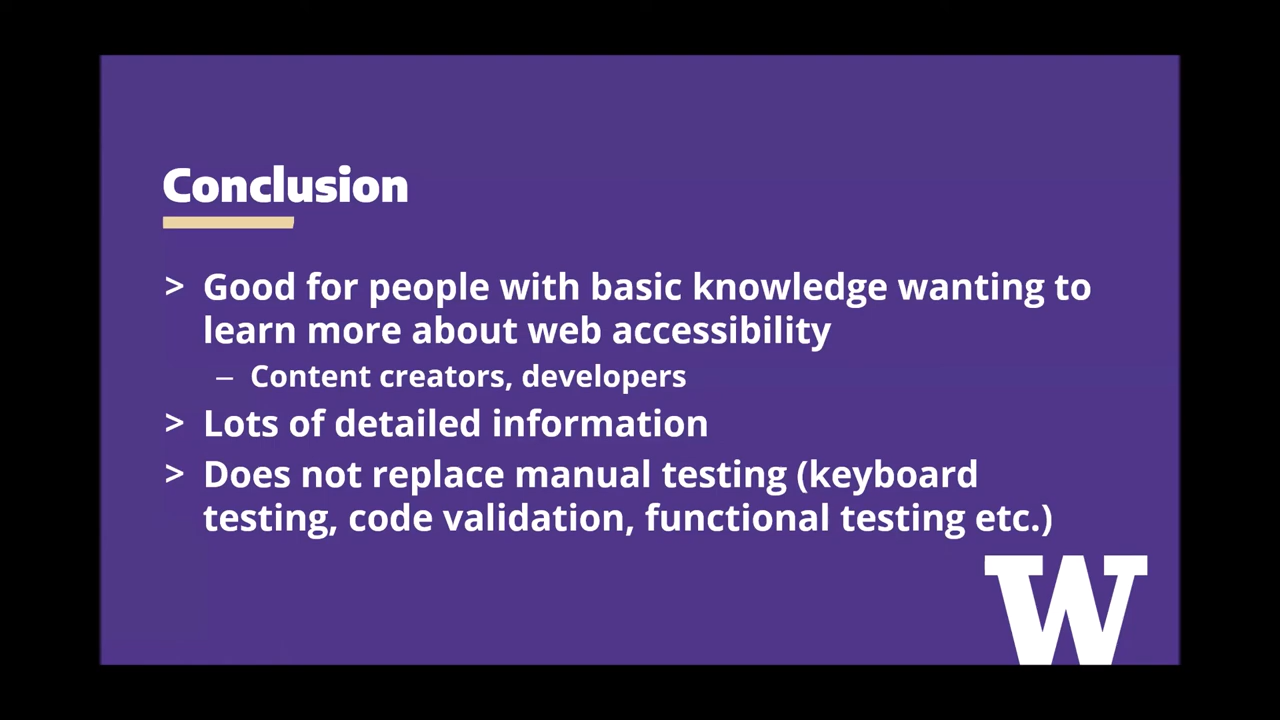 Conclusion
> Good for people with basic knowledge wanting to
learn more about web accessibility
– Content creators, developers
> Lots of detailed information
> Does not replace manual testing (keyboard
testing, code validation, functional testing etc.)
W